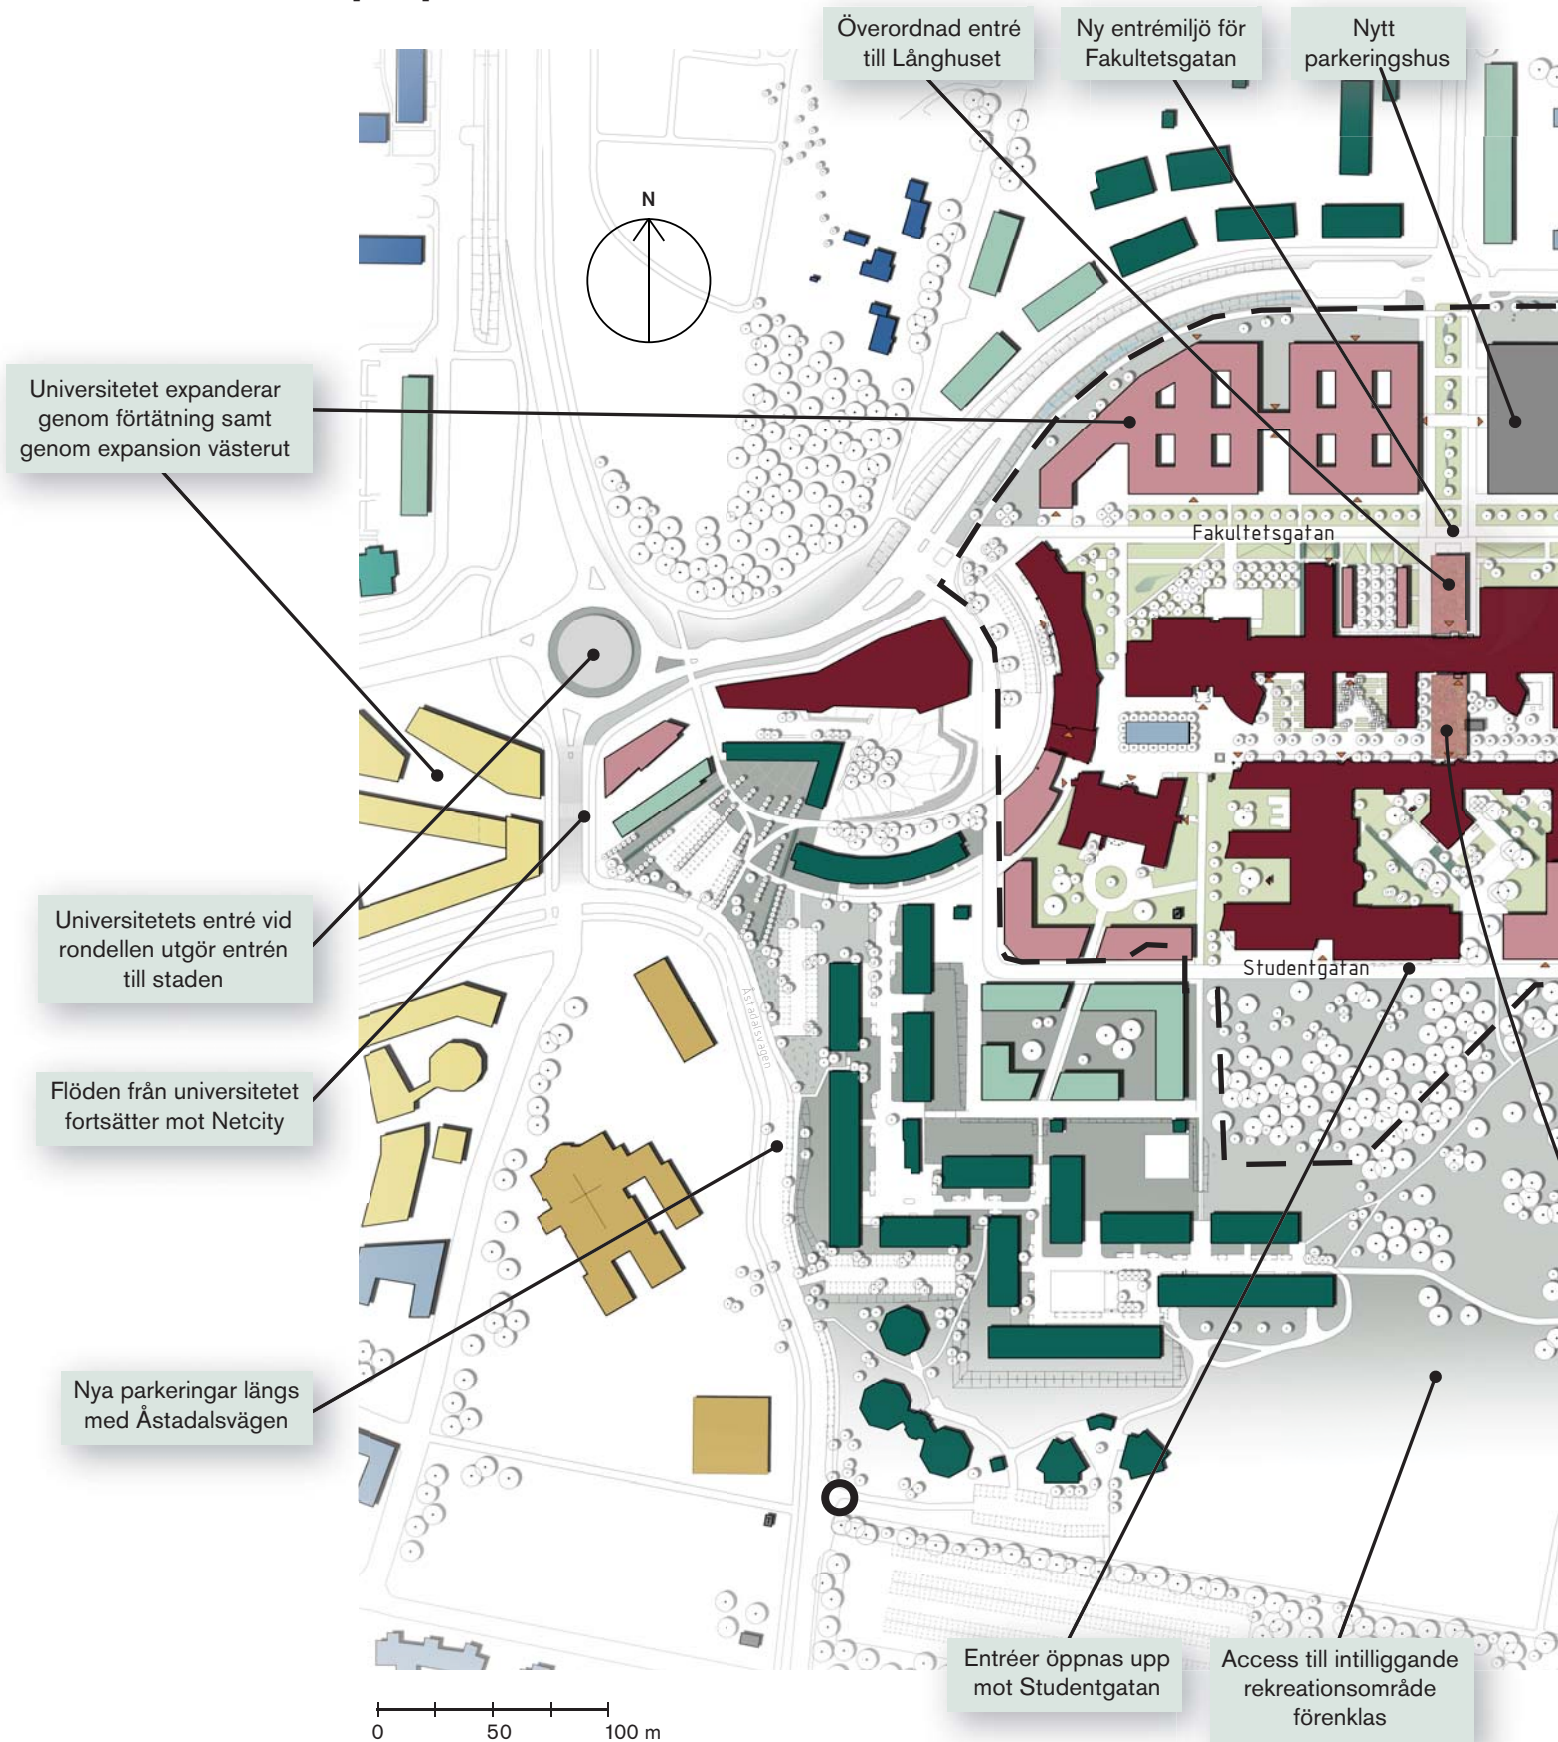 Överordnad entré
till Långhuset
Ny entrémiljö för
Fakultetsgatan
Nytt
parkeringshus
N
Universitetet expanderar
genom förtätning samt
genom expansion västerut
Fakultetsgatan
Universitetets entré vid
rondellen utgör entrén
till staden
Studentgatan
Åstadalsvägen
Flöden från universitetet
fortsätter mot Netcity
Nya parkeringar längs
med Åstadalsvägen
Entréer öppnas upp
mot Studentgatan
Access till intilliggande
rekreationsområde
förenklas
0 50 100 m